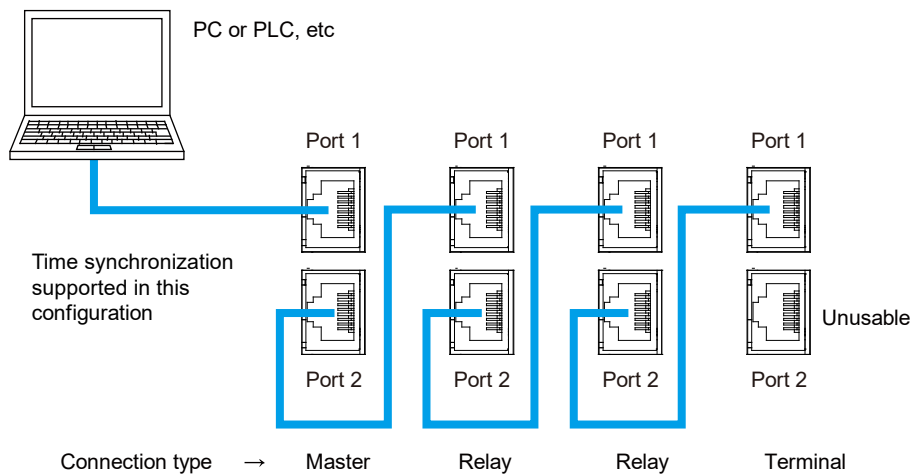 PC or PLC, etc
Port 1 Port 1 Port 1 Port 1
Time synchronization
supported in this
configuration
Unusable
Port 2 Port 2 Port 2 Port 2
Connection type → Master Relay Relay Terminal